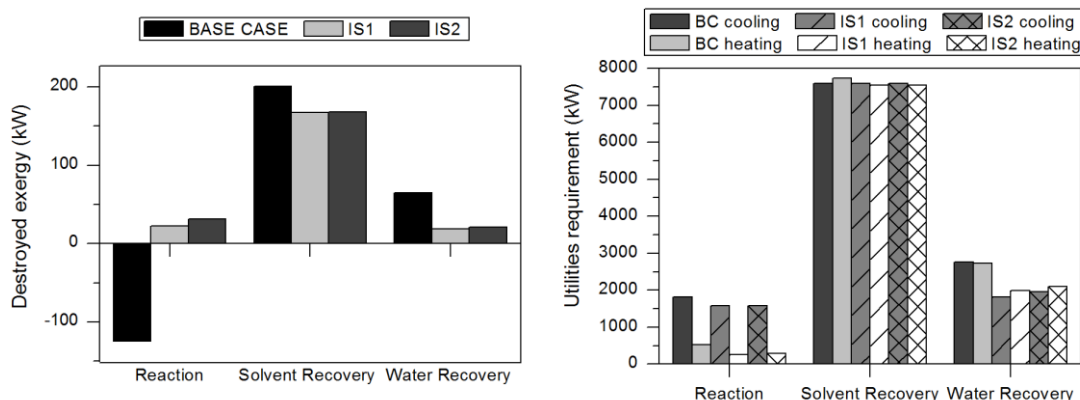 BASE CASE IS1 IS2
Destroyed exergy (kW)
200
100
0
-100
Reaction Solvent Recovery Water Recovery
BC cooling IS1 cooling IS2 cooling
BC heating IS1 heating IS2 heating
Utilities requirement (kW)
8000
7000
6000
5000
4000
3000
2000
1000
0
Reaction Solvent Recovery Water Recovery